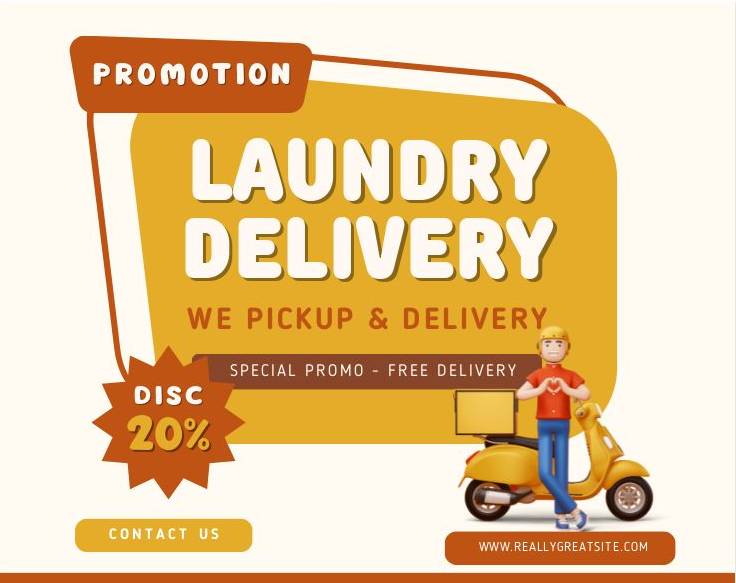 PROMOTION
LAUNDRY
DELIVERY
WE PICKUP & DELIVERY
SPECIAL PROMO - FREE DELIVERY
DISC
20%
CONTACT US
WWW.REALLYGREATSITE.COM